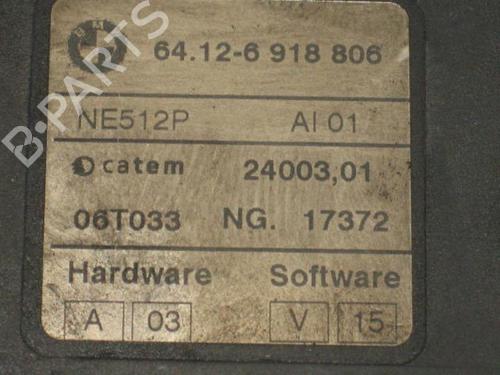 BMW
64.12-6 918 806
NE512P AI 01
catem 24003,01
06T033 NG. 17372
Hardware Software
A 03 V 15
B-PARTS